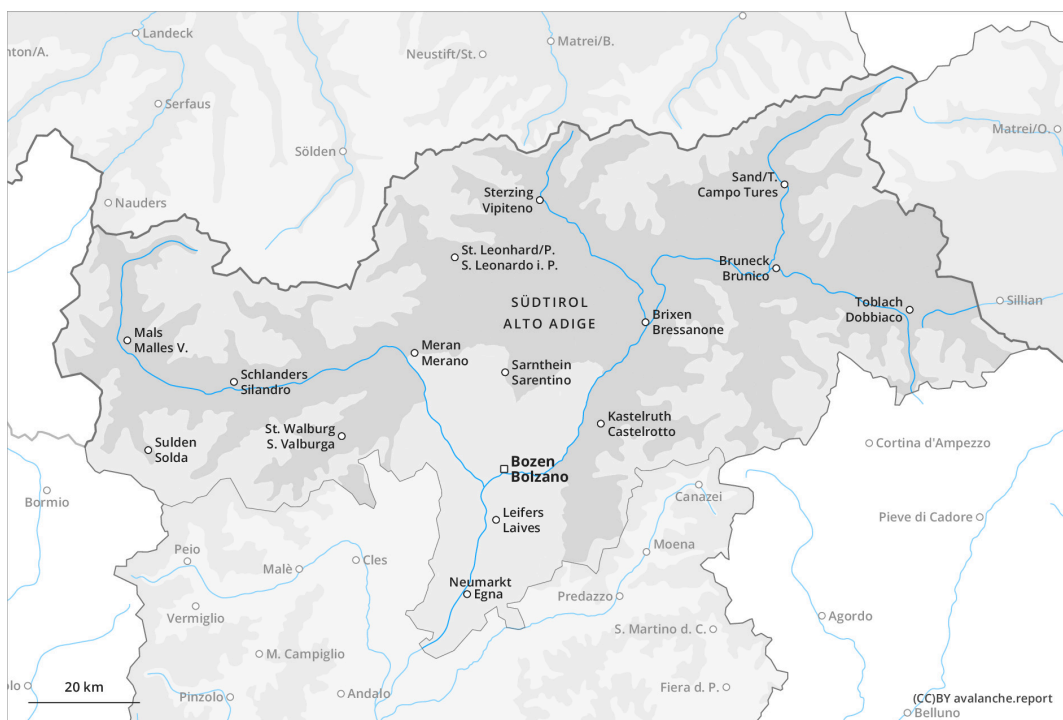 Landeck
nton/A.
Neustift/St.
Matrei/B.
Serfaus
Matrei/O.
Sölden
Nauders
Sterzing
Vipiteno
Sand/T.
Campo Tures
St. Leonhard/P.
S. Leonardo i. P.
Bruneck
Brunico
SÜDTIROL
ALTO ADIGE
Toblach
Dobbiaco
Sillian
Brixen
Bressanone
Mals
Malles V.
Meran
Merano
Sarnthein
Sarentino
Schlanders
Silandro
St. Walburg
S. Valburga
Kastelruth
Castelrotto
Sulden
Solda
Cortina d'Ampezzo
Bozen
Bolzano
Bormio
Canazei
Leifers
Laives
Pieve di Cadore
Peio
Malè
Cles
Moena
Neumarkt
Egna
Predazzo
Vermiglio
Agordo
S. Martino d. C.
M. Campiglio
olo
20 km
Pinzolo
Andalo
Fiera d. P.
(CC)BY avalanche.report
Belluno